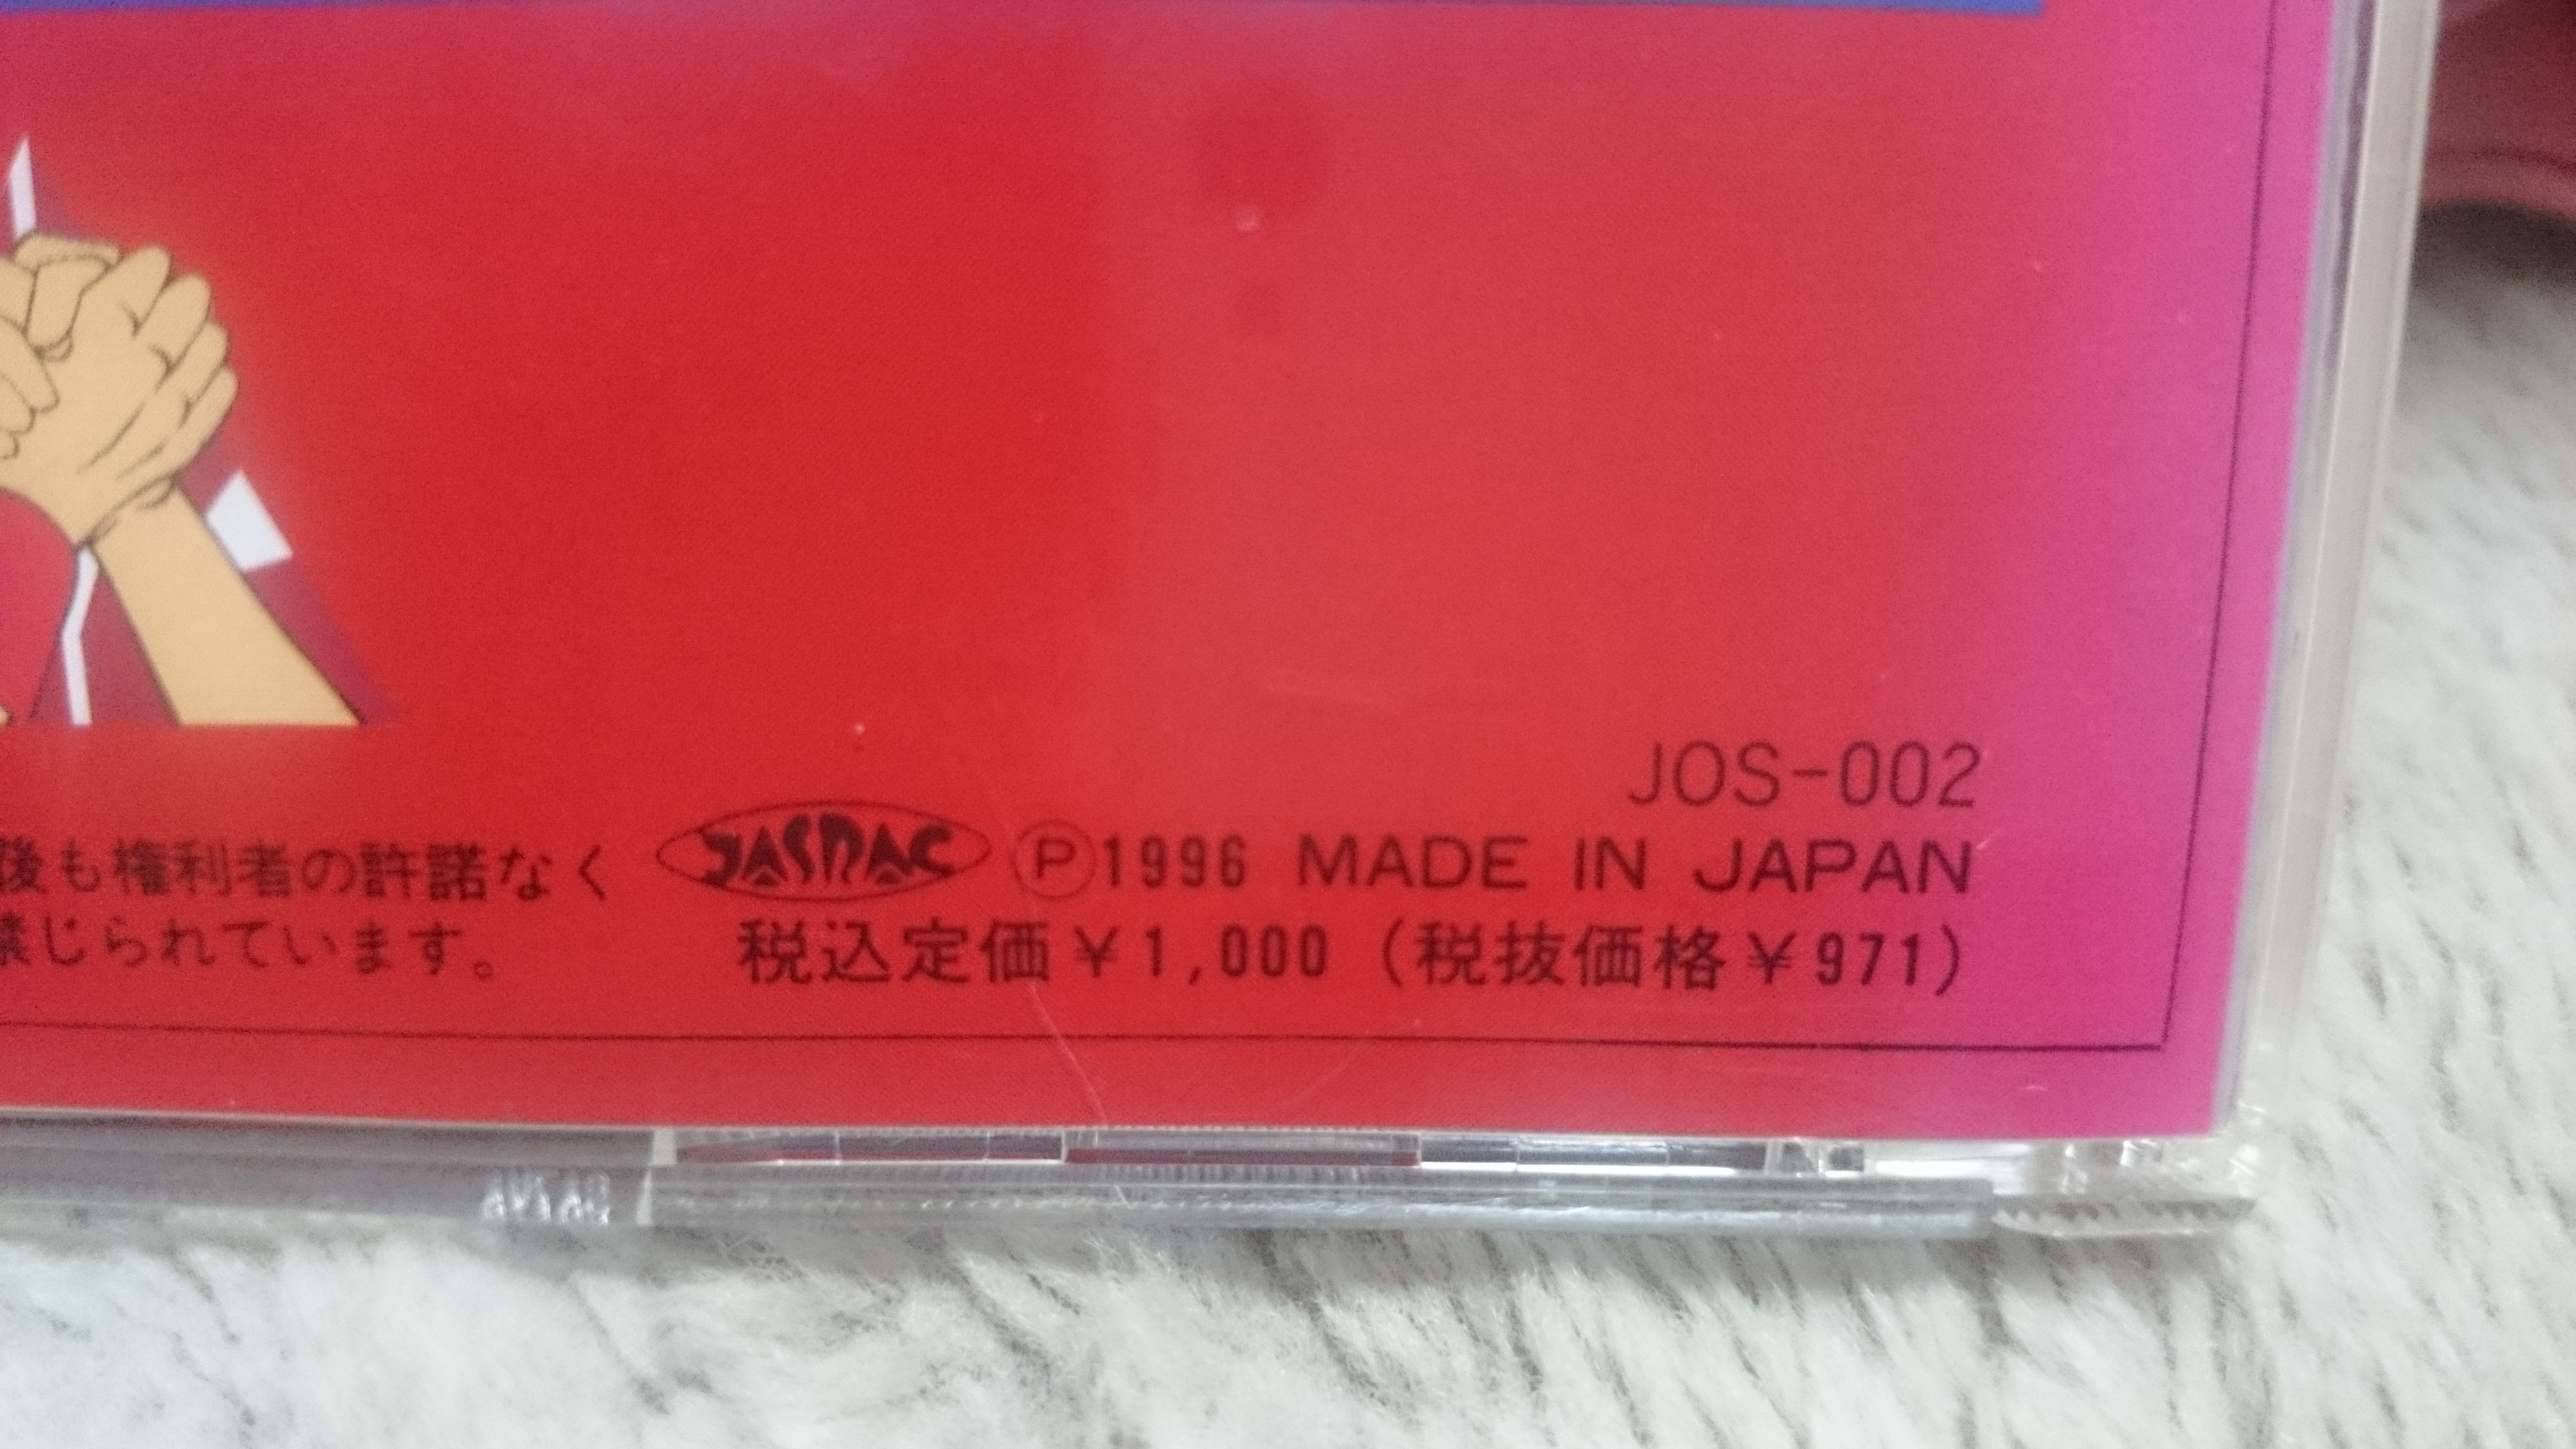 JOS-002
後も権利者の許諾なく JASRAC Ⓟ1996 MADE IN JAPAN
禁じられています。 税込定価￥1,000（税抜価格￥971）